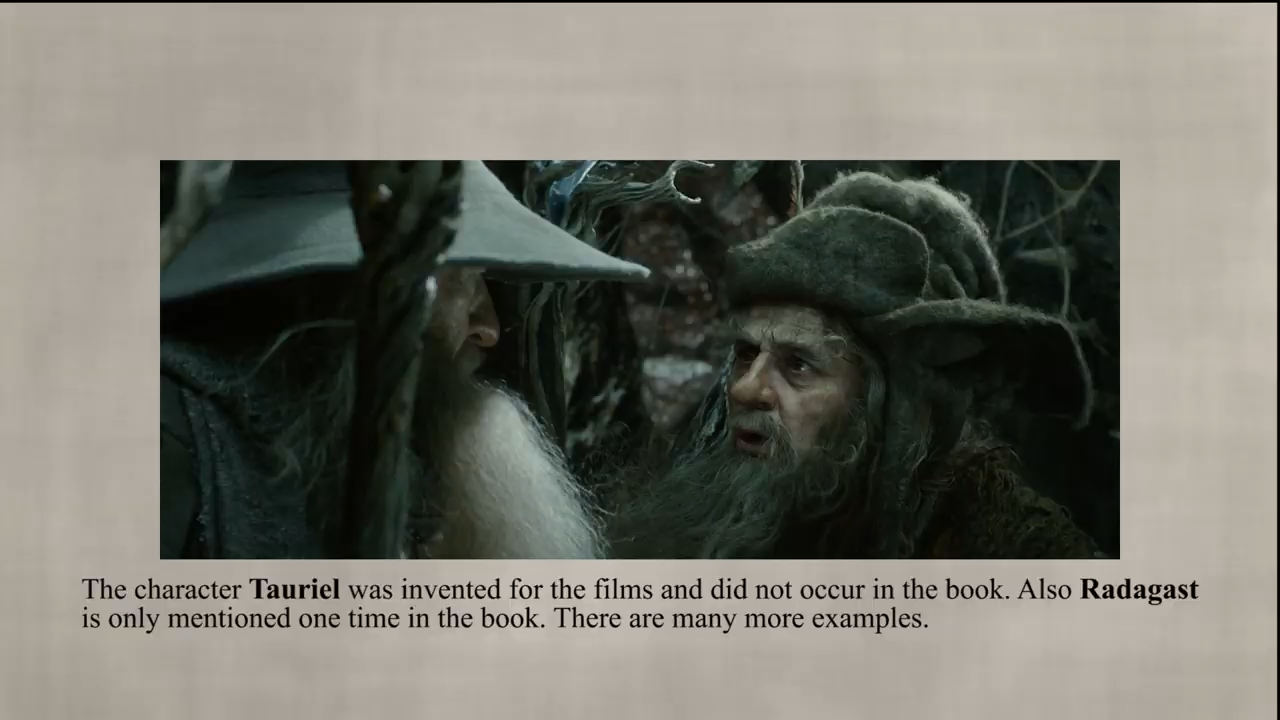 The character Tauriel was invented for the films and did not occur in the book. Also Radagast
is only mentioned one time in the book. There are many more examples.